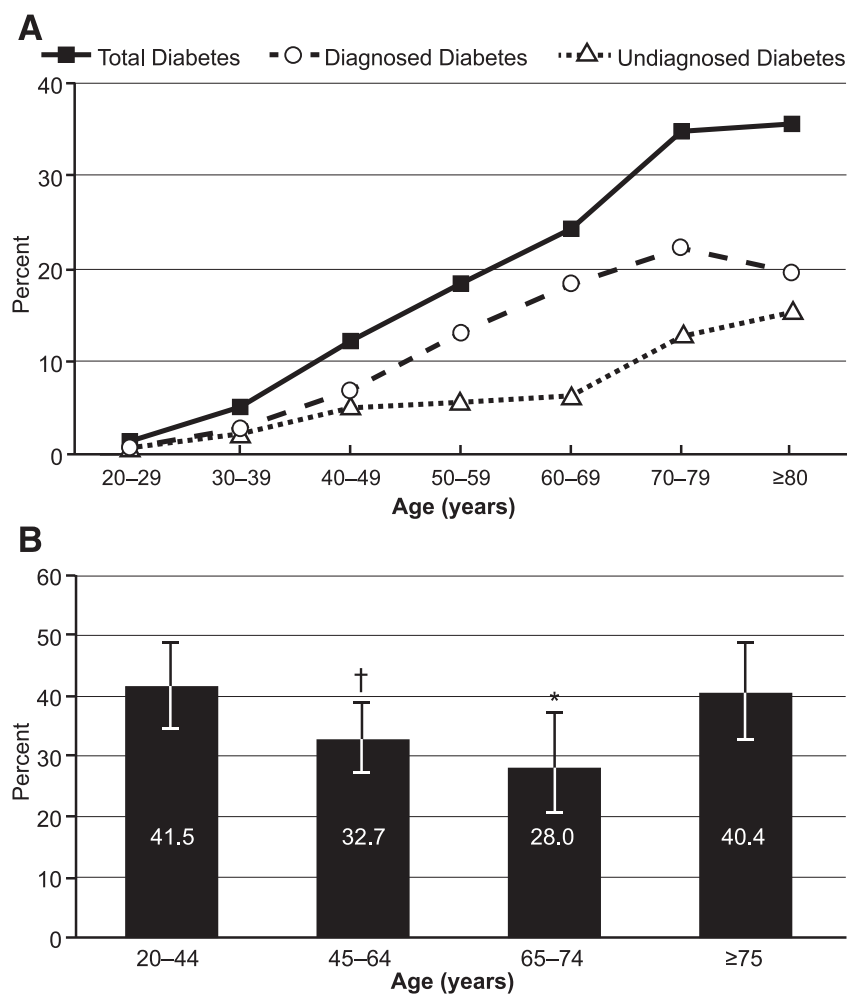 A
Total Diabetes Diagnosed Diabetes Undiagnosed Diabetes
40
30
20
10
0
Percent
20–29 30–39 40–49 50–59 60–69 70–79 ≥80
Age (years)
B
60
50
40
30
20
10
0
Percent
†
*
41.5 32.7 28.0 40.4
20–44 45–64 65–74 ≥75
Age (years)